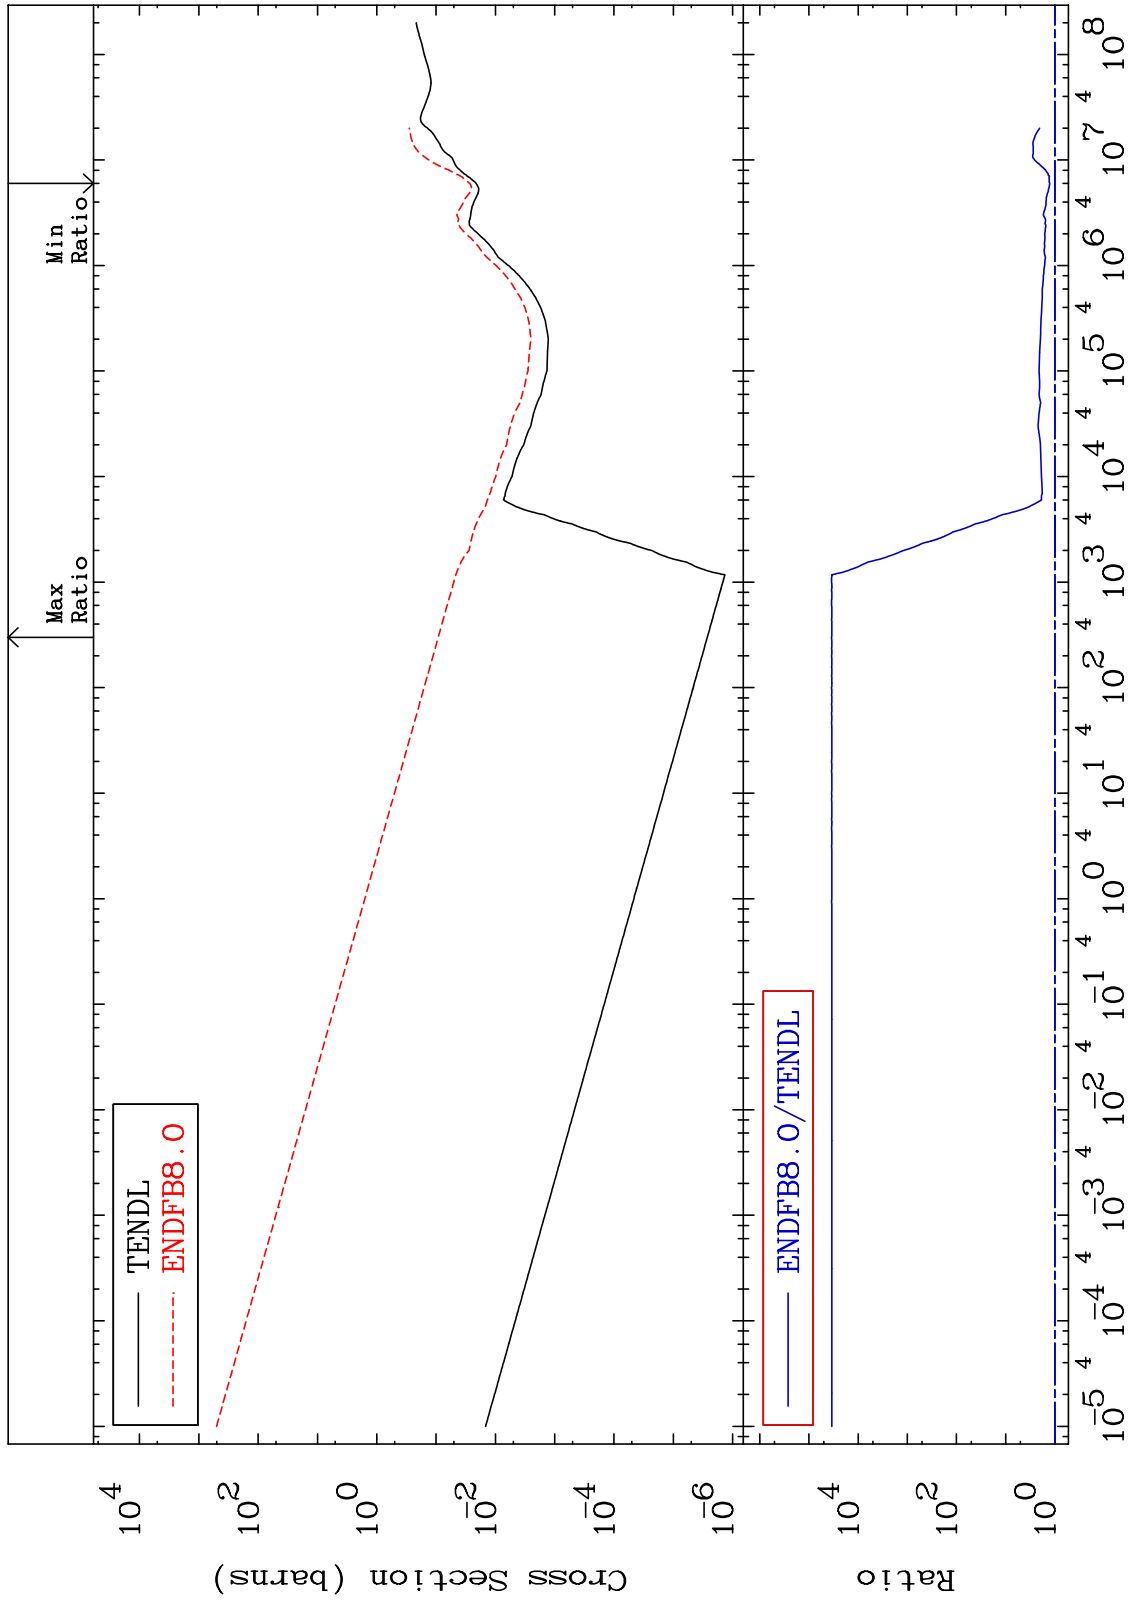 Max
Ratio
Min
Ratio
TENDL
ENDFB8.0
Cross Section (barns)
10^4
10^2
10^0
10^-2
10^-4
10^-6
ENDFB8.0/TENDL
Ratio
10^4
10^2
10^0
10^-5 4 10^-4 4 10^-3 4 10^-2 4 10^-1 4 10^0 4 10^1 4 10^2 4 10^3 4 10^4 4 10^5 4 10^6 4 10^7 4 10^8